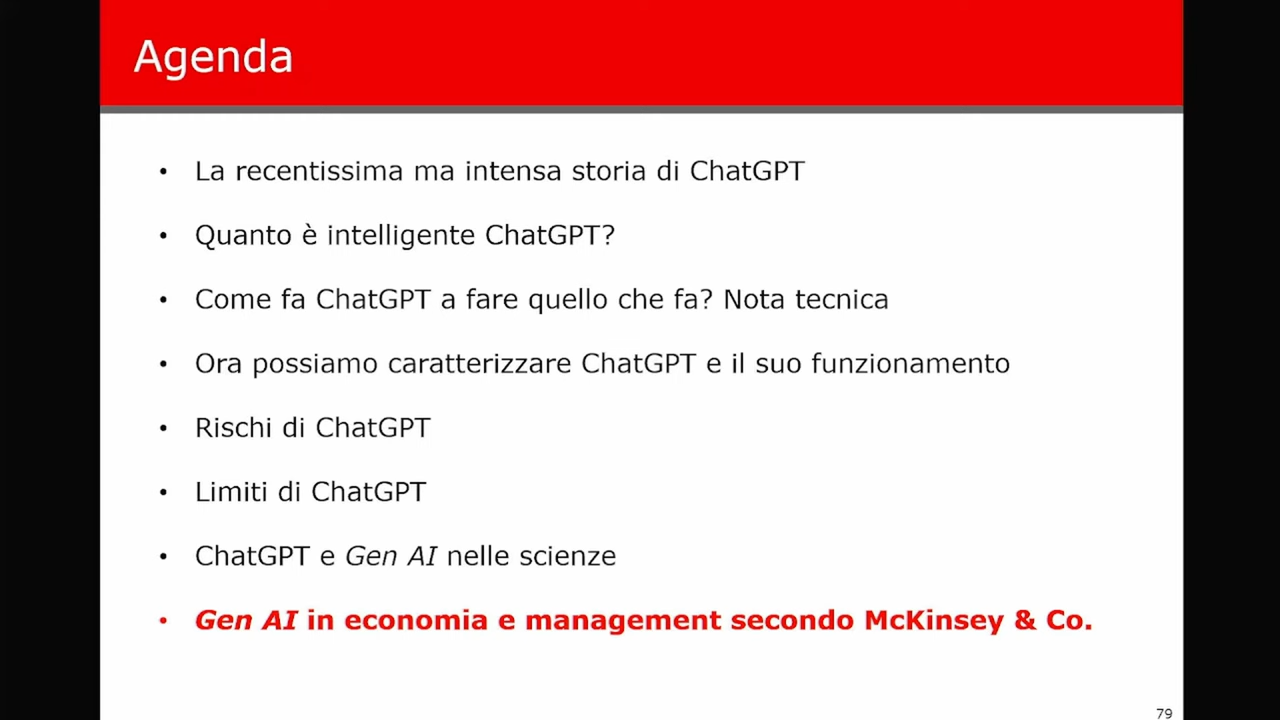 Agenda
• La recentissima ma intensa storia di ChatGPT
• Quanto è intelligente ChatGPT?
• Come fa ChatGPT a fare quello che fa? Nota tecnica
• Ora possiamo caratterizzare ChatGPT e il suo funzionamento
• Rischi di ChatGPT
• Limiti di ChatGPT
• ChatGPT e Gen AI nelle scienze
• Gen AI in economia e management secondo McKinsey & Co.
79